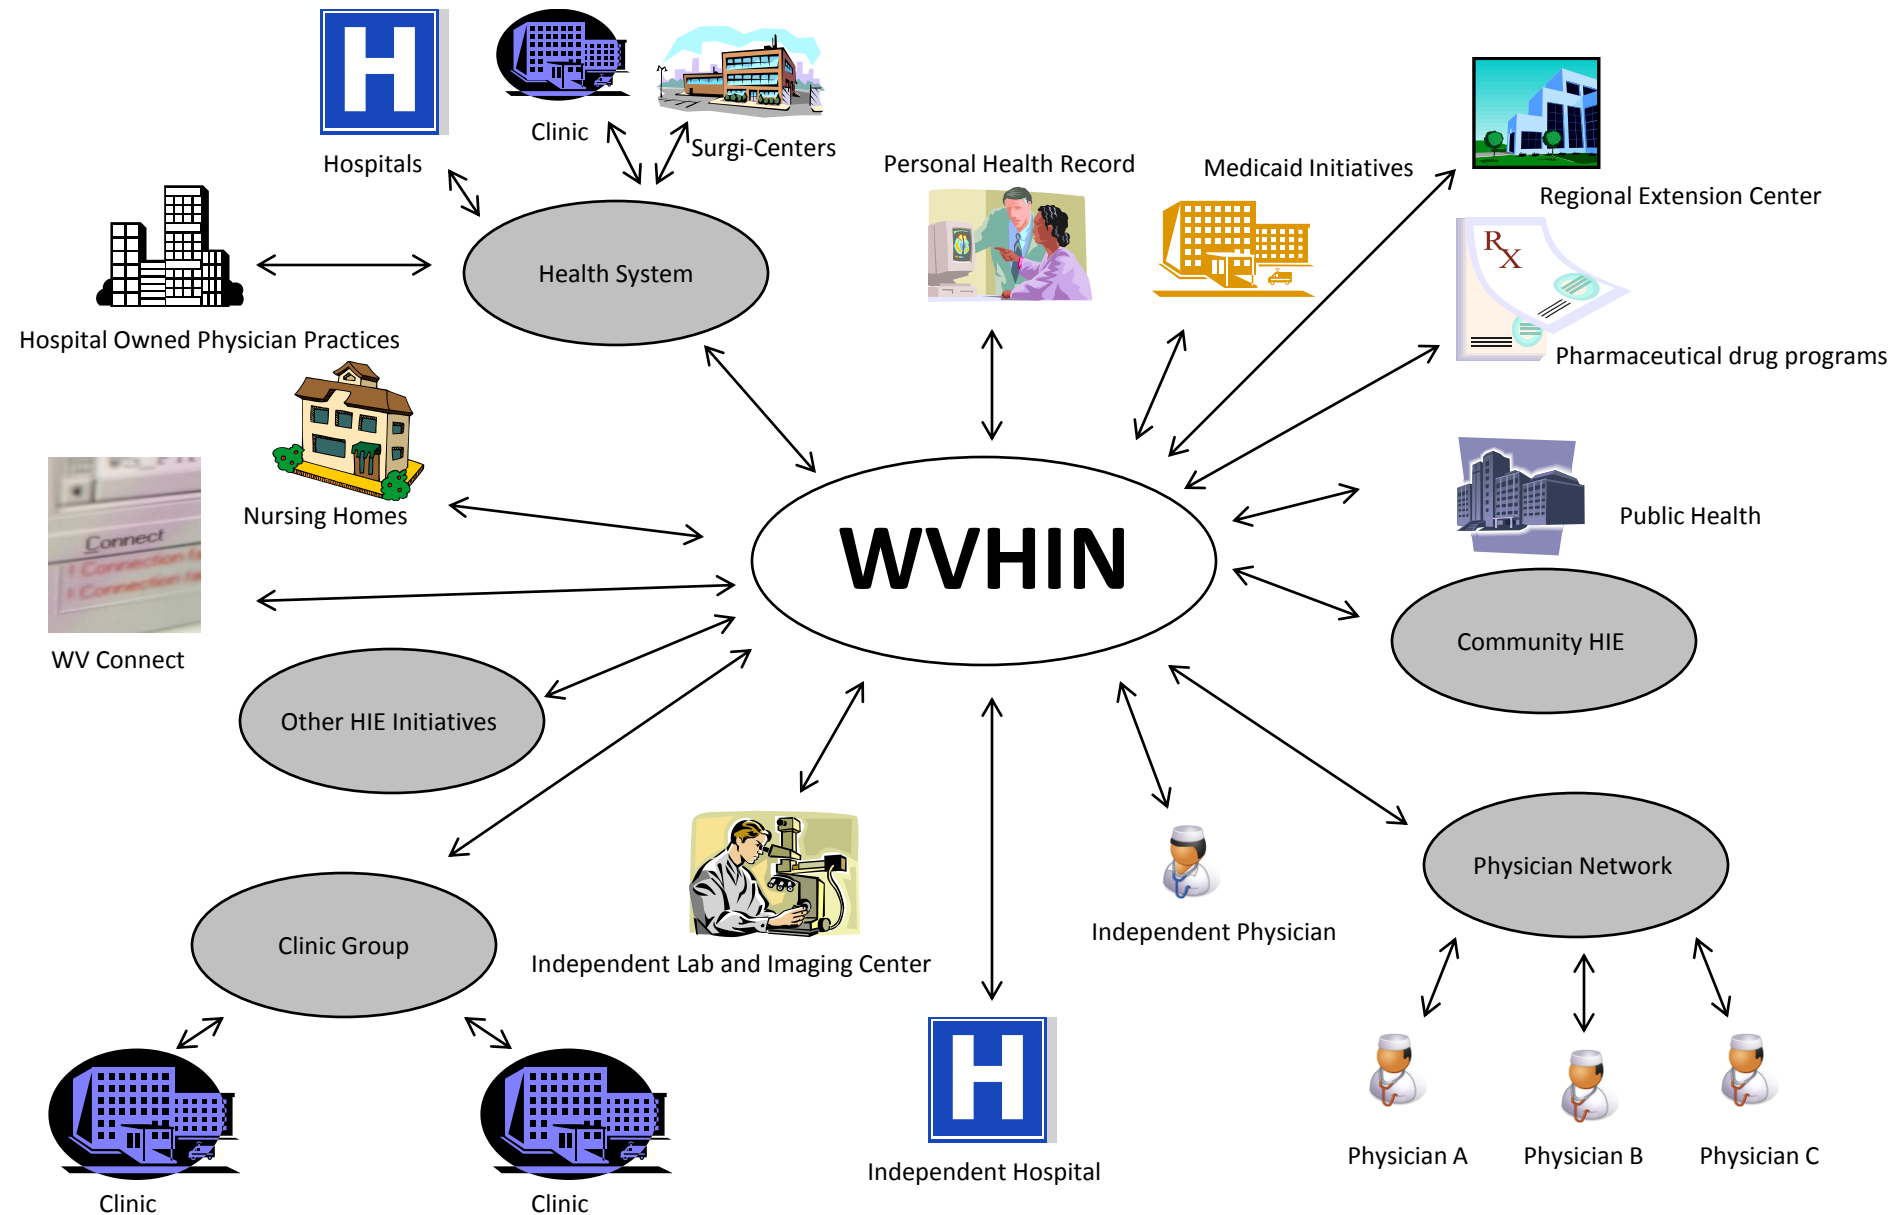 H
Clinic
Surgi-Centers
Hospitals
Personal Health Record
Medicaid Initiatives
Regional Extension Center
Rx
Health System
Hospital Owned Physician Practices
Pharmaceutical drug programs
Nursing Homes
Public Health
Connect
WVHIN
WV Connect
Community HIE
Other HIE Initiatives
Physician Network
Clinic Group
Independent Physician
Independent Lab and Imaging Center
H
Physician A
Physician B
Physician C
Independent Hospital
Clinic
Clinic